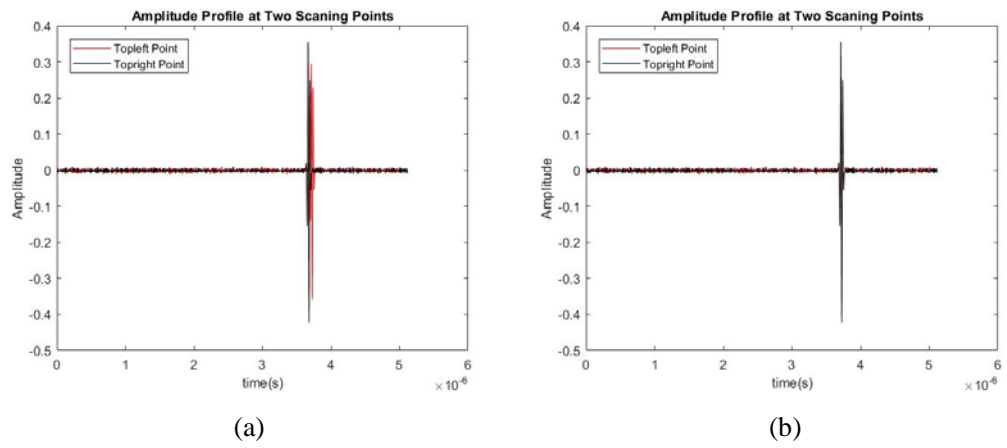 Amplitude Profile at Two Scaning Points
0.4
Topleft Point
Topright Point
0.3
0.2
0.1
0
-0.1
-0.2
-0.3
-0.4
-0.5
Amplitude
0 1 2 3 4 5 6
time(s)
×10-6
(a)
Amplitude Profile at Two Scaning Points
0.4
Topleft Point
Topright Point
0.3
0.2
0.1
0
-0.1
-0.2
-0.3
-0.4
-0.5
Amplitude
0 1 2 3 4 5 6
time(s)
×10-6
(b)